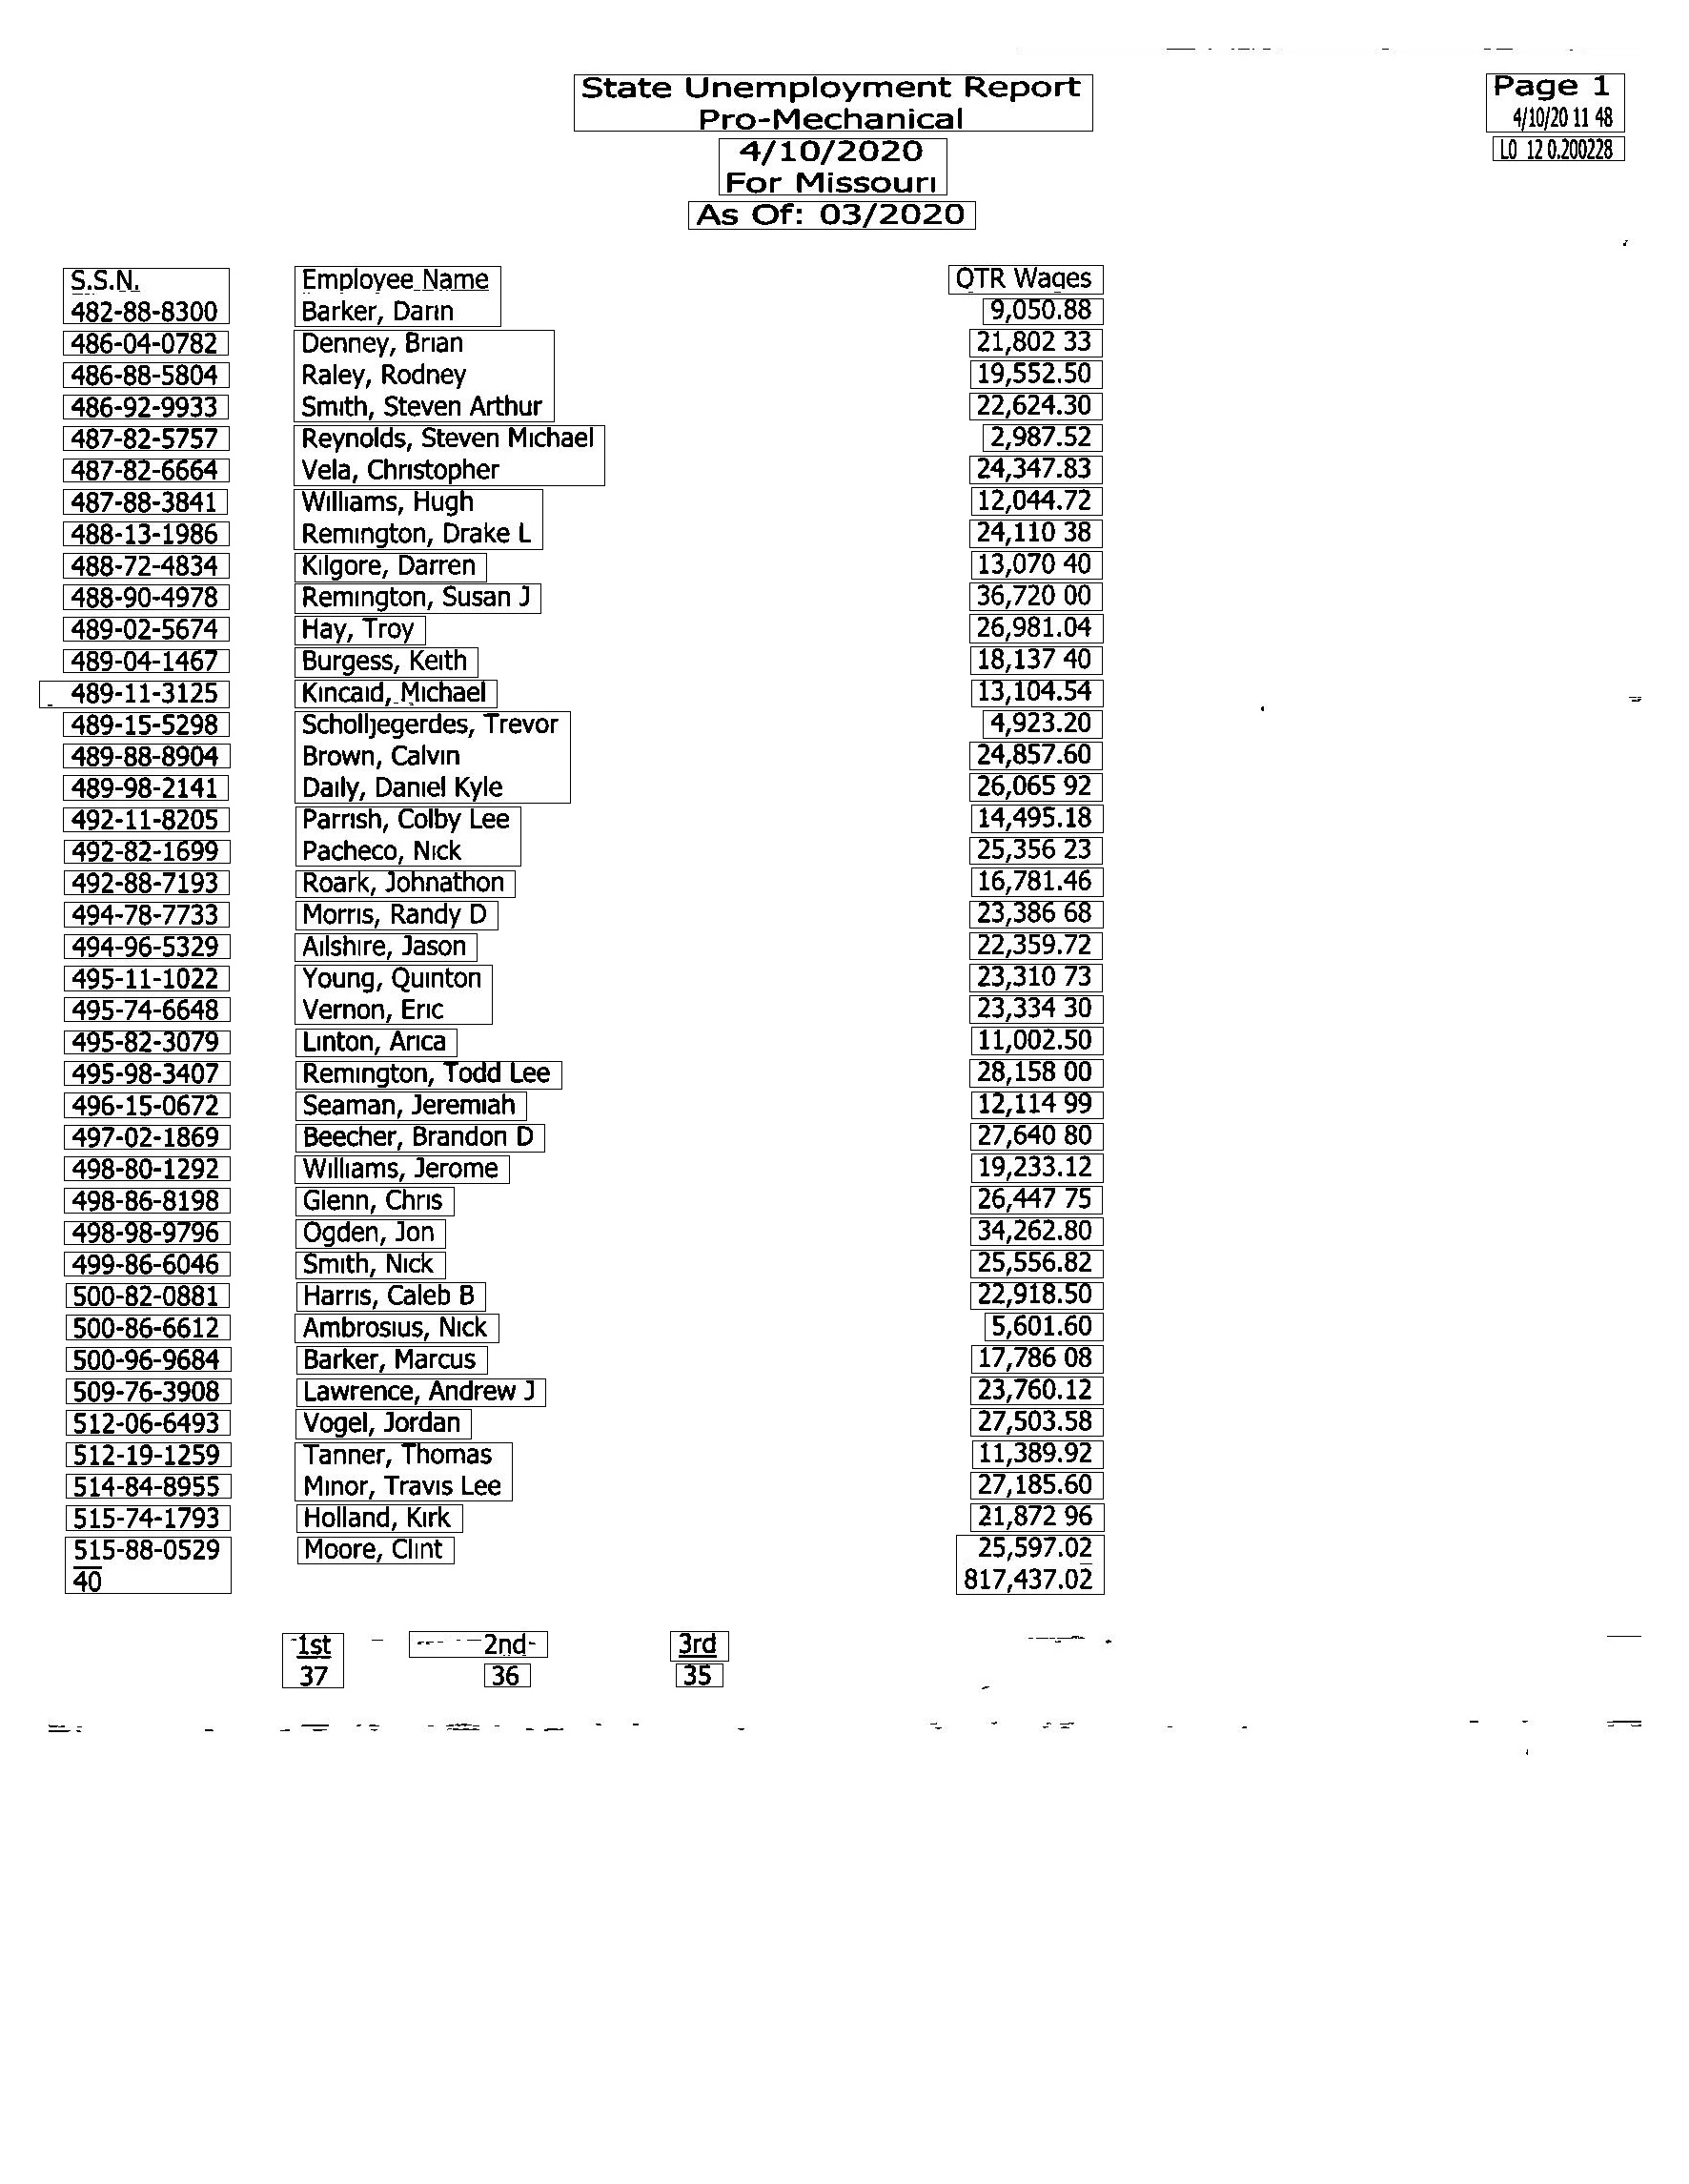 State Unemployment Report
Page 1
Pro-Mechanical
4/10/20 11 48
4/10/2020
L0 12 0.200228
For Missouri
As Of: 03/2020
S.S.N. Employee Name QTR Wages
482-88-8300 Barker, Darin 9,050.88
486-04-0782 Denney, Brian 21,802 33
486-88-5804 Raley, Rodney 19,552.50
486-92-9933 Smith, Steven Arthur 22,624.30
487-82-5757 Reynolds, Steven Michael 2,987.52
487-82-6664 Vela, Christopher 24,347.83
487-88-3841 Williams, Hugh 12,044.72
488-13-1986 Remington, Drake L 24,110 38
488-72-4834 Kilgore, Darren 13,070 40
488-90-4978 Remington, Susan J 36,720 00
489-02-5674 Hay, Troy 26,981.04
489-04-1467 Burgess, Keith 18,137 40
489-11-3125 Kincaid, Michael 13,104.54
489-15-5298 Scholljegerdes, Trevor 4,923.20
489-88-8904 Brown, Calvin 24,857.60
489-98-2141 Daily, Daniel Kyle 26,065 92
492-11-8205 Parrish, Colby Lee 14,495.18
492-82-1699 Pacheco, Nick 25,356 23
492-88-7193 Roark, Johnathon 16,781.46
494-78-7733 Morris, Randy D 23,386 68
494-96-5329 Ailshire, Jason 22,359.72
495-11-1022 Young, Quinton 23,310 73
495-74-6648 Vernon, Eric 23,334 30
495-82-3079 Linton, Arica 11,002.50
495-98-3407 Remington, Todd Lee 28,158 00
496-15-0672 Seaman, Jeremiah 12,114 99
497-02-1869 Beecher, Brandon D 27,640 80
498-80-1292 Williams, Jerome 19,233.12
498-86-8198 Glenn, Chris 26,447 75
498-98-9796 Ogden, Jon 34,262.80
499-86-6046 Smith, Nick 25,556.82
500-82-0881 Harris, Caleb B 22,918.50
500-86-6612 Ambrosius, Nick 5,601.60
500-96-9684 Barker, Marcus 17,786 08
509-76-3908 Lawrence, Andrew J 23,760.12
512-06-6493 Vogel, Jordan 27,503.58
512-19-1259 Tanner, Thomas 11,389.92
514-84-8955 Minor, Travis Lee 27,185.60
515-74-1793 Holland, Kirk 21,872 96
515-88-0529 Moore, Clint 25,597.02
40 817,437.02
1st 2nd 3rd
37 36 35